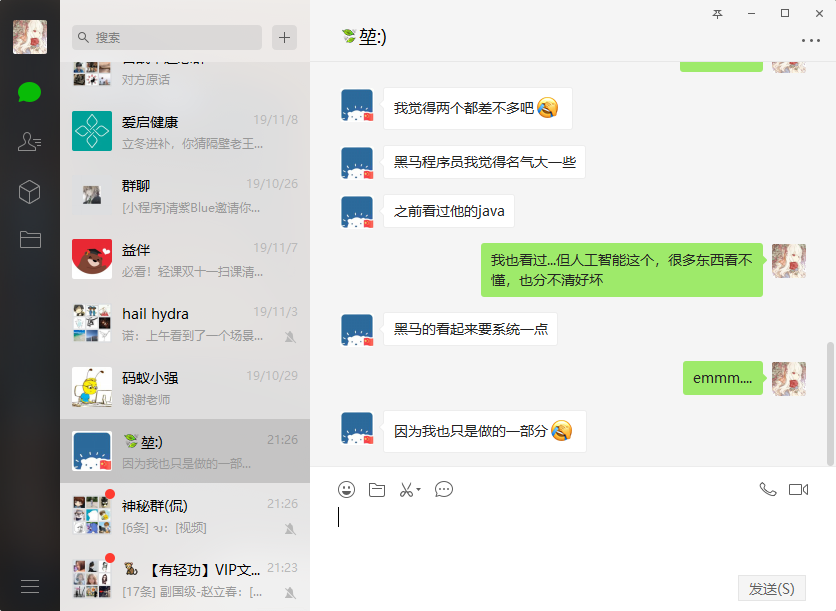 搜索
对方原话
爱启健康
19/11/8
立冬进补，你猜隔壁老王...
群聊
19/10/26
[小程序]清紫Blue邀请你...
益伴
19/11/7
必看！轻课双十一扫课清...
hail hydra
19/11/3
诺：上午看到了一个场景...
码蚁小强
19/10/29
谢谢老师
堃:)
21:26
因为我也只是做的一部...
神秘群(侃)
21:26
[6条] ২: [视频]
【有轻功】VIP文...
21:23
[17条] 副国级-赵立春：[...
堃:)
我觉得两个都差不多吧
黑马程序员我觉得名气大一些
之前看过他的java
我也看过...但人工智能这个，很多东西看不
懂，也分不清好坏
黑马的看起来要系统一点
emmm....
因为我也只是做的一部分
发送(S)